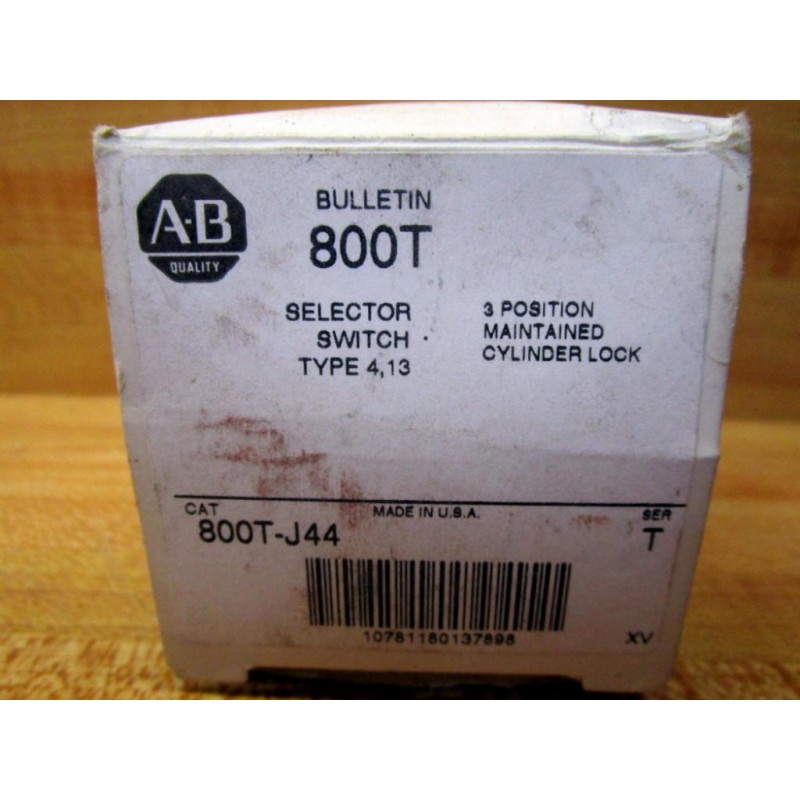 A-B
QUALITY
BULLETIN
800T
SELECTOR
SWITCH
TYPE 4,13
3 POSITION
MAINTAINED
CYLINDER LOCK
CAT
800T-J44
MADE IN U.S.A.
SER
T
10781180137898
XV